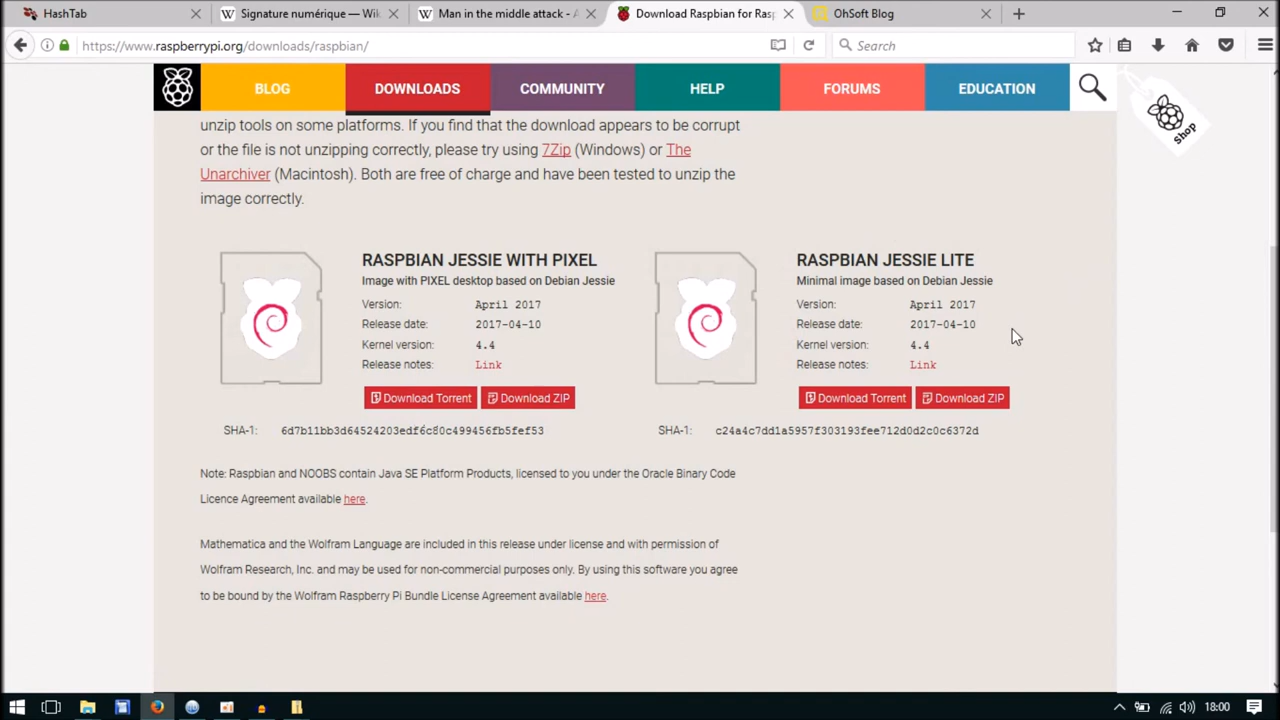 HashTab
Signature numérique — Wik
Man in the middle attack - A
Download Raspbian for Rasp
OhSoft Blog
https://www.raspberrypi.org/downloads/raspbian/
Search
BLOG
DOWNLOADS
COMMUNITY
HELP
FORUMS
EDUCATION
shop
unzip tools on some platforms. If you find that the download appears to be corrupt
or the file is not unzipping correctly, please try using 7Zip (Windows) or The
Unarchiver (Macintosh). Both are free of charge and have been tested to unzip the
image correctly.
RASPBIAN JESSIE WITH PIXEL
Image with PIXEL desktop based on Debian Jessie
Version: April 2017
Release date: 2017-04-10
Kernel version: 4.4
Release notes: Link
Download Torrent Download ZIP
SHA-1: 6d7b11bb3d64524203edf6c80c499456fb5fef53
RASPBIAN JESSIE LITE
Minimal image based on Debian Jessie
Version: April 2017
Release date: 2017-04-10
Kernel version: 4.4
Release notes: Link
Download Torrent Download ZIP
SHA-1: c24a4c7dd1a5957f303193fee712d0d2c0c6372d
Note: Raspbian and NOOBS contain Java SE Platform Products, licensed to you under the Oracle Binary Code
Licence Agreement available here.
Mathematica and the Wolfram Language are included in this release under license and with permission of
Wolfram Research, Inc. and may be used for non-commercial purposes only. By using this software you agree
to be bound by the Wolfram Raspberry Pi Bundle License Agreement available here.
18:00